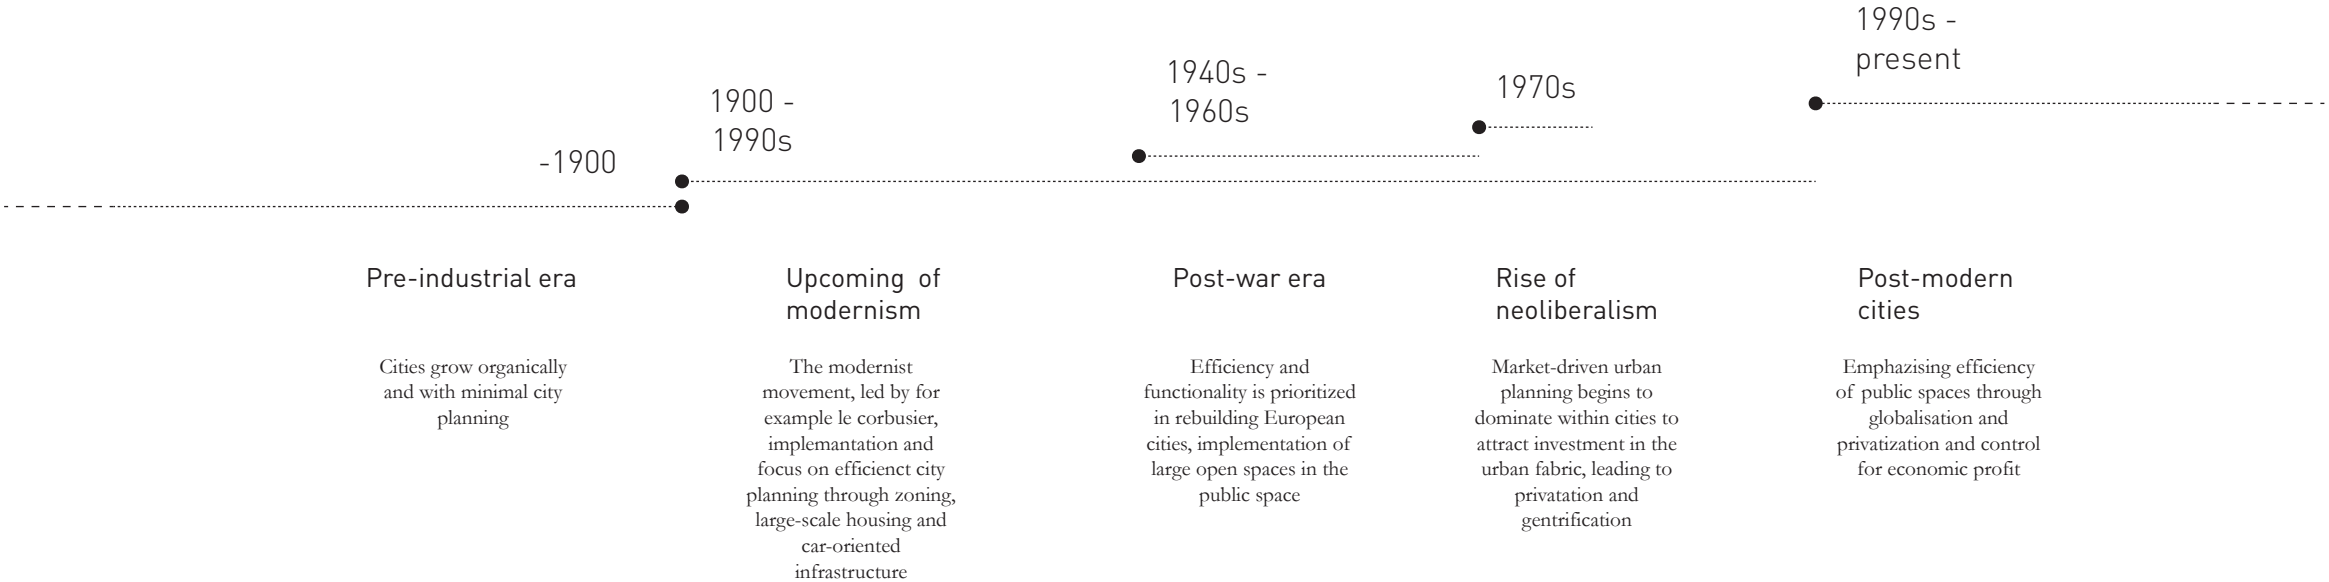 -1900
Pre-industrial era
Cities grow organically
and with minimal city
planning
1900 -
1990s
Upcoming of
modernism
The modernist
movement, led by for
example le corbusier,
implemantation and
focus on efficienct city
planning through zoning,
large-scale housing and
car-oriented
infrastructure
1940s -
1960s
Post-war era
Efficiency and
functionality is prioritized
in rebuilding European
cities, implementation of
large open spaces in the
public space
1970s
Rise of
neoliberalism
Market-driven urban
planning begins to
dominate within cities to
attract investment in the
urban fabric, leading to
privatation and
gentrification
1990s -
present
Post-modern
cities
Emphazising efficiency
of public spaces through
globalisation and
privatization and control
for economic profit